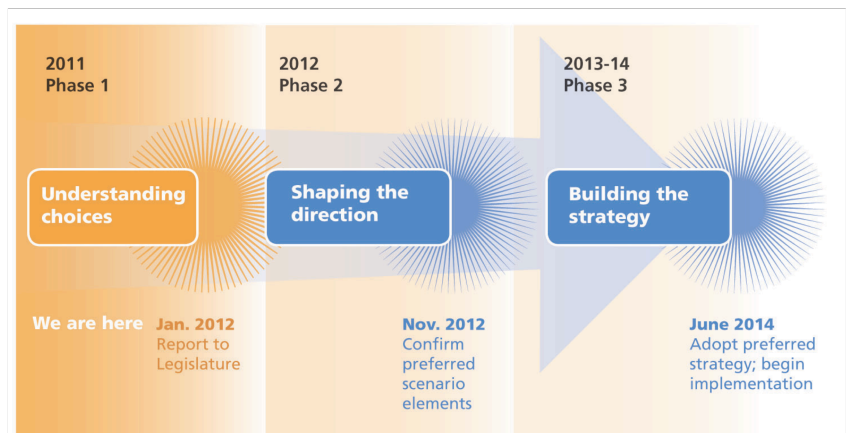 2011
Phase 1
2012
Phase 2
2013-14
Phase 3
Understanding
choices
Shaping the
direction
Building the
strategy
We are here
Jan. 2012
Report to
Legislature
Nov. 2012
Confirm
preferred
scenario
elements
June 2014
Adopt preferred
strategy; begin
implementation